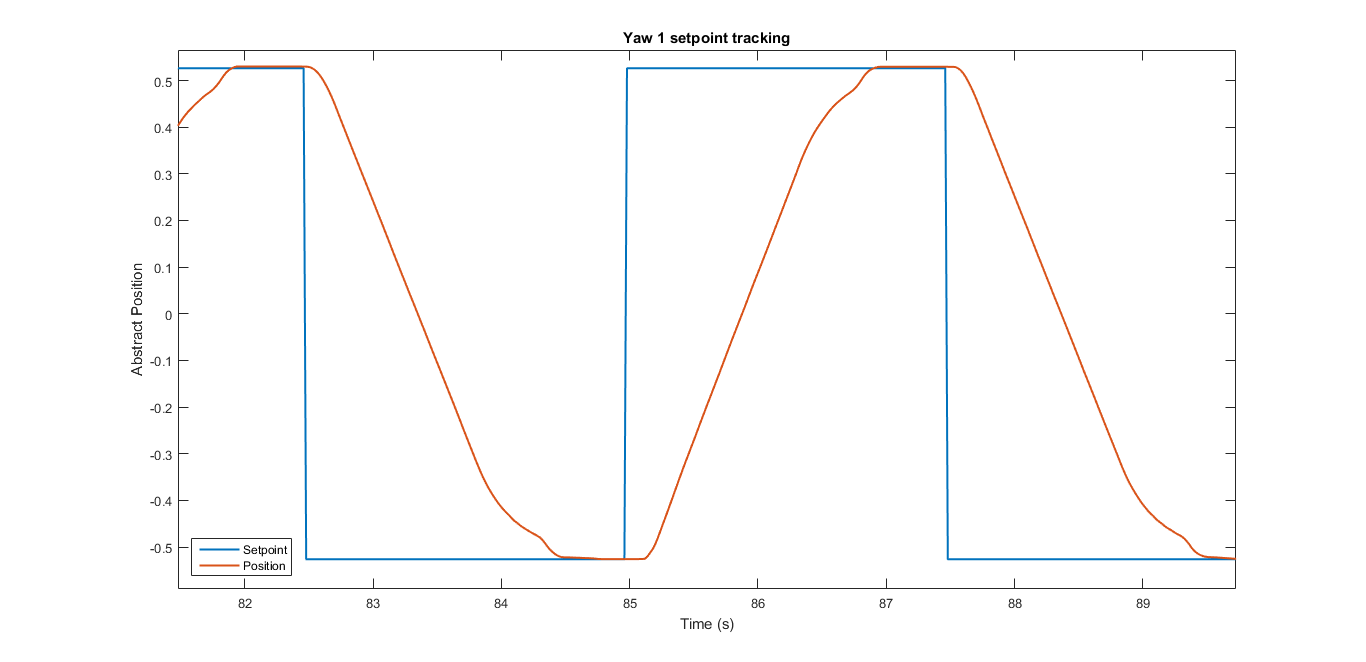 Yaw 1 setpoint tracking
Abstract Position
0.5
0.4
0.3
0.2
0.1
0
-0.1
-0.2
-0.3
-0.4
-0.5
Setpoint
Position
82 83 84 85 86 87 88 89
Time (s)